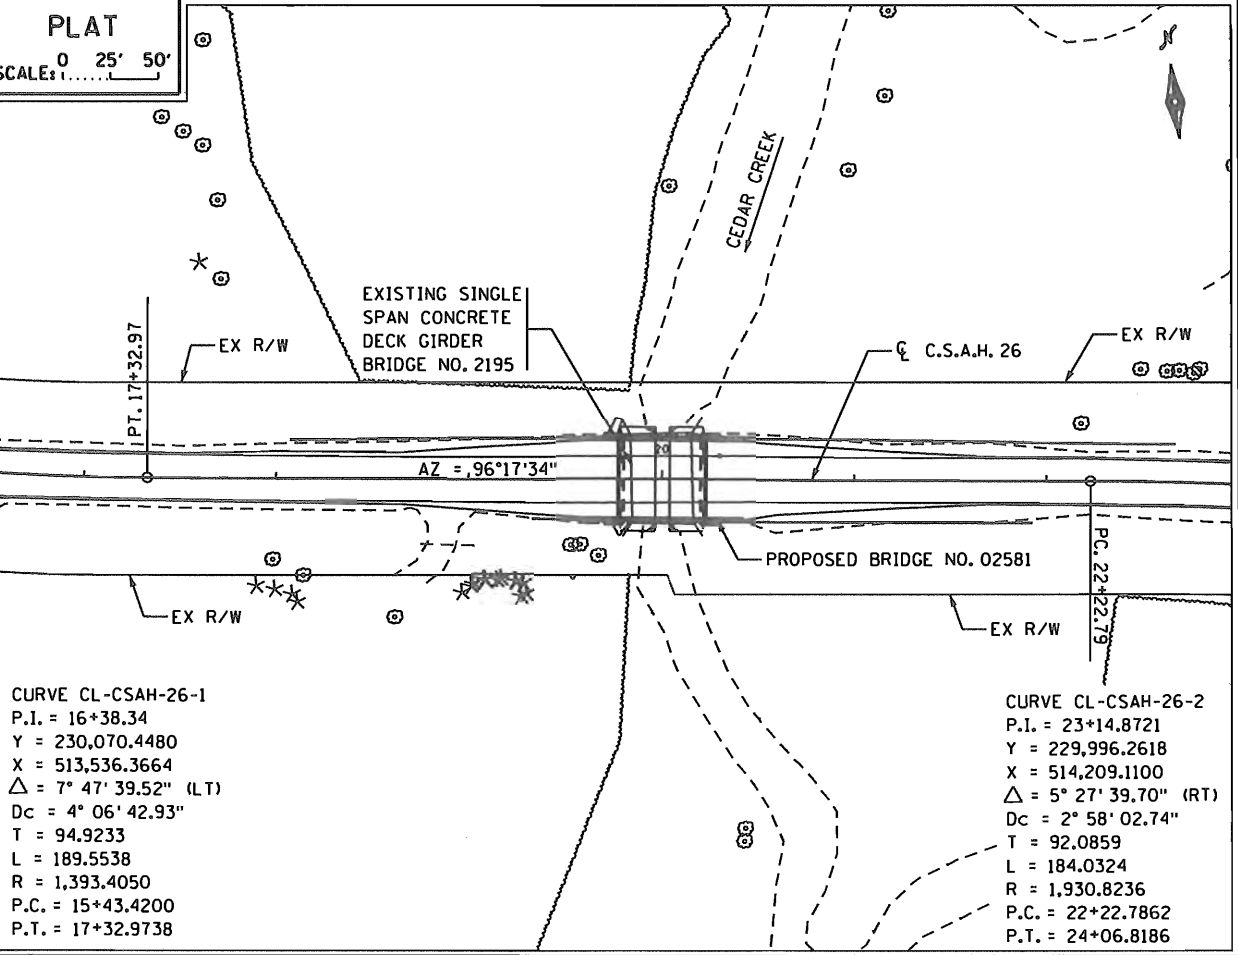 PLAT
SCALE: 0 25' 50'
N
CEDAR CREEK
EXISTING SINGLE
SPAN CONCRETE
DECK GIRDER
BRIDGE NO. 2195
EX R/W
PT. 17+32.97
℄ C.S.A.H. 26
EX R/W
20
AZ = 96°17'34"
PROPOSED BRIDGE NO. 02581
PC. 22+22.79
EX R/W
EX R/W
CURVE CL-CSAH-26-1
P.I. = 16+38.34
Y = 230,070.4480
X = 513,536.3664
△ = 7° 47' 39.52" (LT)
Dc = 4° 06' 42.93"
T = 94.9233
L = 189.5538
R = 1,393.4050
P.C. = 15+43.4200
P.T. = 17+32.9738
CURVE CL-CSAH-26-2
P.I. = 23+14.8721
Y = 229,996.2618
X = 514,209.1100
△ = 5° 27' 39.70" (RT)
Dc = 2° 58' 02.74"
T = 92.0859
L = 184.0324
R = 1,930.8236
P.C. = 22+22.7862
P.T. = 24+06.8186